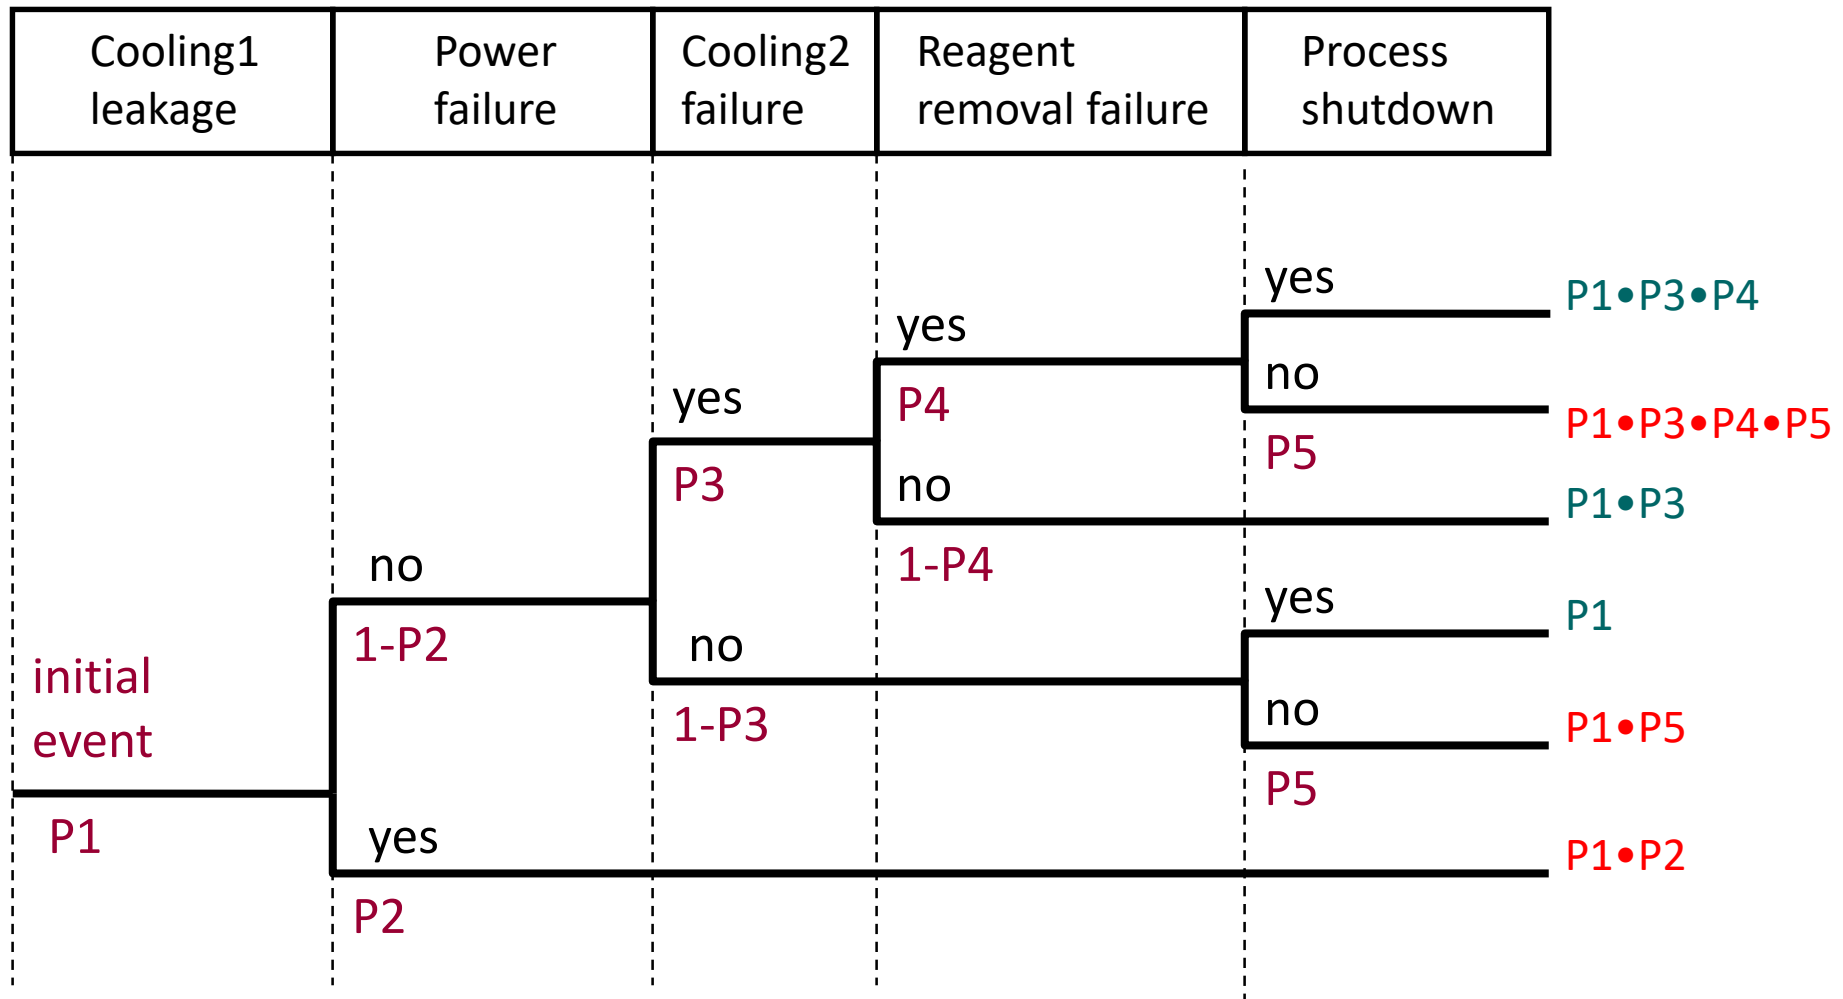 Cooling1
leakage
Power
failure
Cooling2
failure
Reagent
removal failure
Process
shutdown
yes
P1•P3•P4
yes
no
P4
P1•P3•P4•P5
yes
P5
P3
no
P1•P3
no
1-P4
yes
P1
1-P2
no
initial
event
1-P3
no
P1•P5
P5
P1
yes
P1•P2
P2